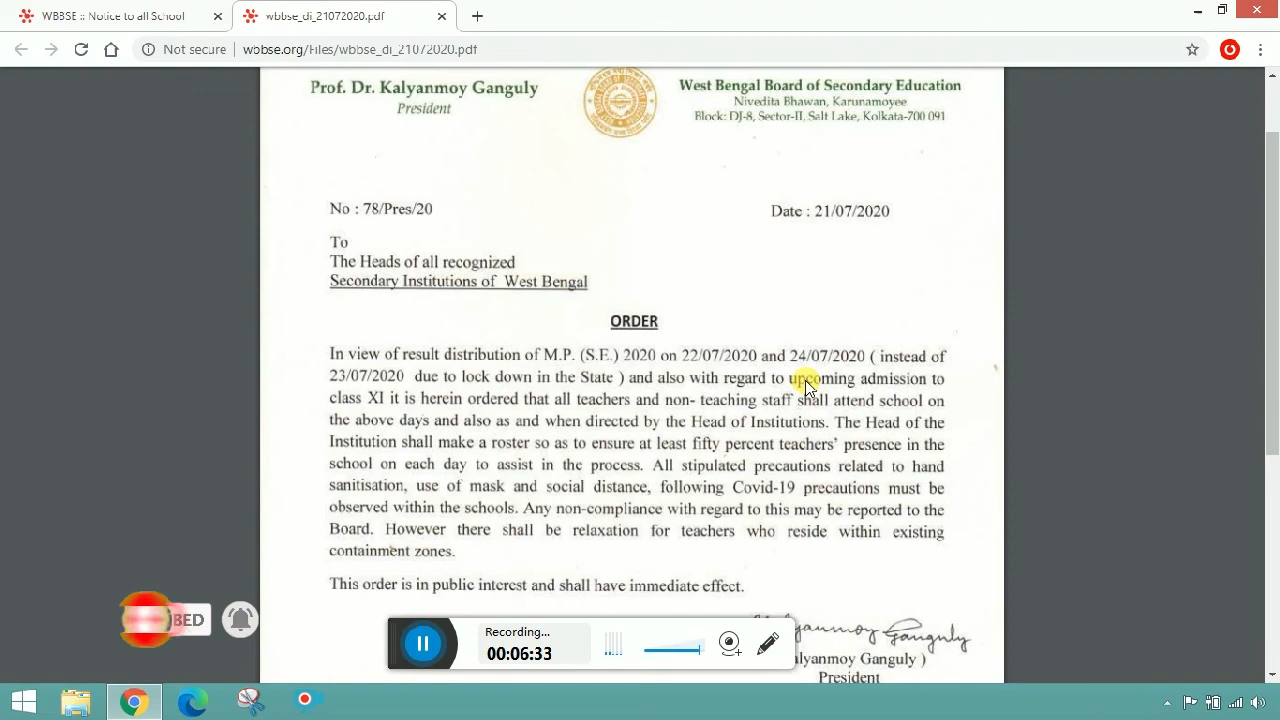 WBBSE :: Notice to all School
wbbse_di_21072020.pdf
Not secure
wbbse.org/Files/wbbse_di_21072020.pdf
Prof. Dr. Kalyanmoy Ganguly
President
West Bengal Board of Secondary Education
Nivedita Bhawan, Karunamoyee
Block: DJ-8, Sector-II, Salt Lake, Kolkata-700 091
No : 78/Pres/20
Date : 21/07/2020
To
The Heads of all recognized
Secondary Institutions of West Bengal
ORDER
In view of result distribution of M.P. (S.E.) 2020 on 22/07/2020 and 24/07/2020 ( instead of
23/07/2020 due to lock down in the State ) and also with regard to upcoming admission to
class XI it is herein ordered that all teachers and non- teaching staff shall attend school on
the above days and also as and when directed by the Head of Institutions. The Head of the
Institution shall make a roster so as to ensure at least fifty percent teachers' presence in the
school on each day to assist in the process. All stipulated precautions related to hand
sanitisation, use of mask and social distance, following Covid-19 precautions must be
observed within the schools. Any non-compliance with regard to this may be reported to the
Board. However there shall be relaxation for teachers who reside within existing
containment zones.
This order is in public interest and shall have immediate effect.
BED
Recording...
00:06:33
Ganguly
alyanmoy Ganguly )
President